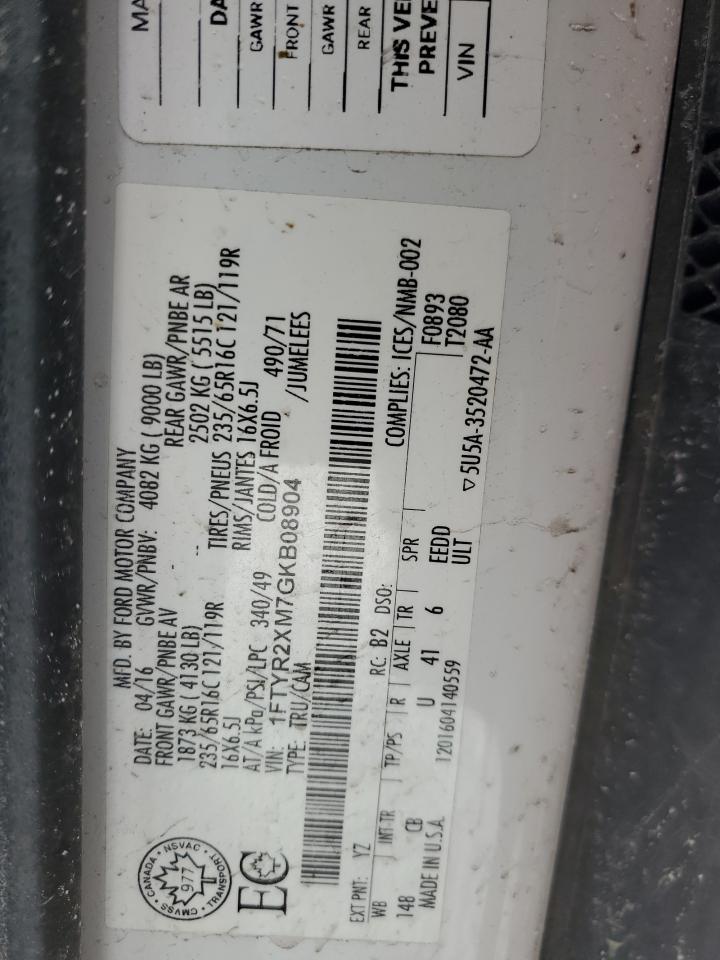 MA
DA
GAWR
FRONT
GAWR
REAR
THIS VE
PREVE
VIN
MFD. BY FORD MOTOR COMPANY
DATE: 04/16 GVWR/PNBV: 4082 KG ( 9000 LB)
FRONT GAWR/PNBE AV REAR GAWR/PNBE AR
1873 KG ( 4130 LB) 2502 KG ( 5515 LB)
235/65R16C 121/119R TIRES/PNEUS 235/65R16C 121/119R
16X6.5J RIMS/JANTES 16X6.5J
AT/A kPa/PSI/LPC 340/49 COLD/A FROID 490/71
VIN: 1FTYR2XM7GKB08904 /JUMELEES
TYPE: TRU/CAM
CANADA • NSVAC • TRANSPORT • CMVSS •
977
EC
EXT PNT: YZ RC: B2 DSO: COMPLIES: ICES/NMB-002
WB INT TR TP/PS R AXLE TR SPR F0893
T2080
148 CB U 41 6 EEDD
MADE IN U.S.A. ULT
1201604140559 ▽5U5A-3520472-AA